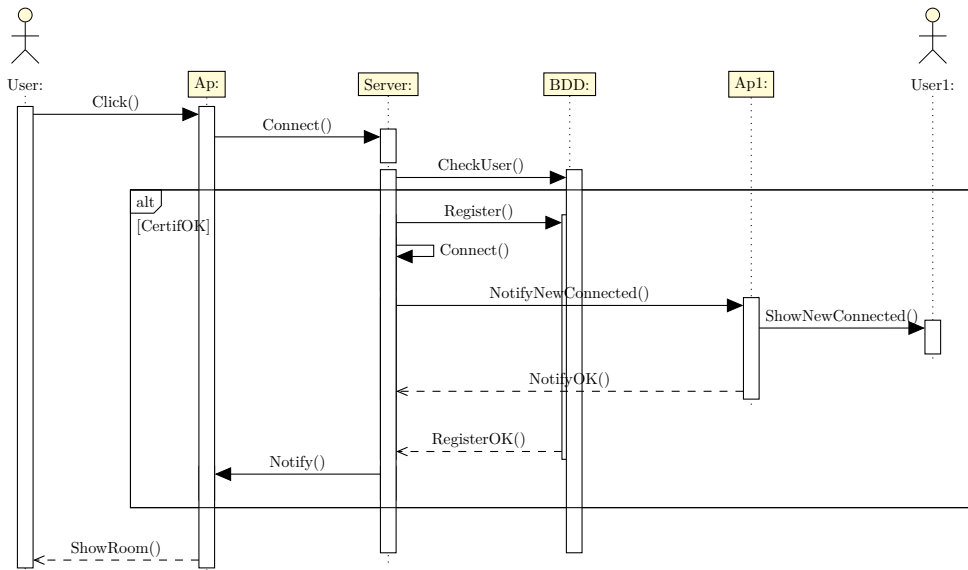 User:
Ap:
Server:
BDD:
Ap1:
User1:
Click()
Connect()
CheckUser()
alt
[CertifOK]
Register()
Connect()
NotifyNewConnected()
ShowNewConnected()
NotifyOK()
RegisterOK()
Notify()
ShowRoom()